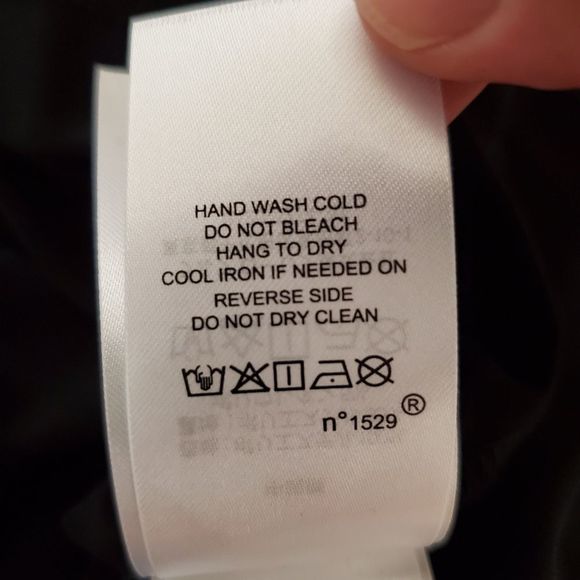 HAND WASH COLD
DO NOT BLEACH
HANG TO DRY
COOL IRON IF NEEDED ON
REVERSE SIDE
DO NOT DRY CLEAN
n°1529®